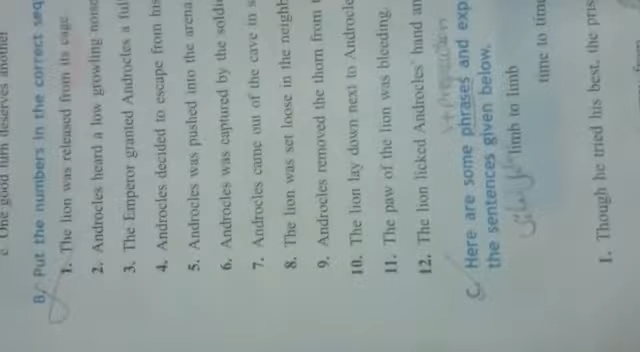 c. One good turn deserves another
B. Put the numbers in the correct seq
1. The lion was released from its cage.
2. Androcles heard a low growling noise
3. The Emperor granted Androcles a full
4. Androcles decided to escape from his
5. Androcles was pushed into the arena
6. Androcles was captured by the soldi
7. Androcles came out of the cave in s
8. The lion was set loose in the neighb
9. Androcles removed the thorn from t
10. The lion lay down next to Androcle
11. The paw of the lion was bleeding.
12. The lion licked Androcles' hand an
C. Here are some phrases and exp
the sentences given below.
limb to limb
time to time
1. Though he tried his best, the pris